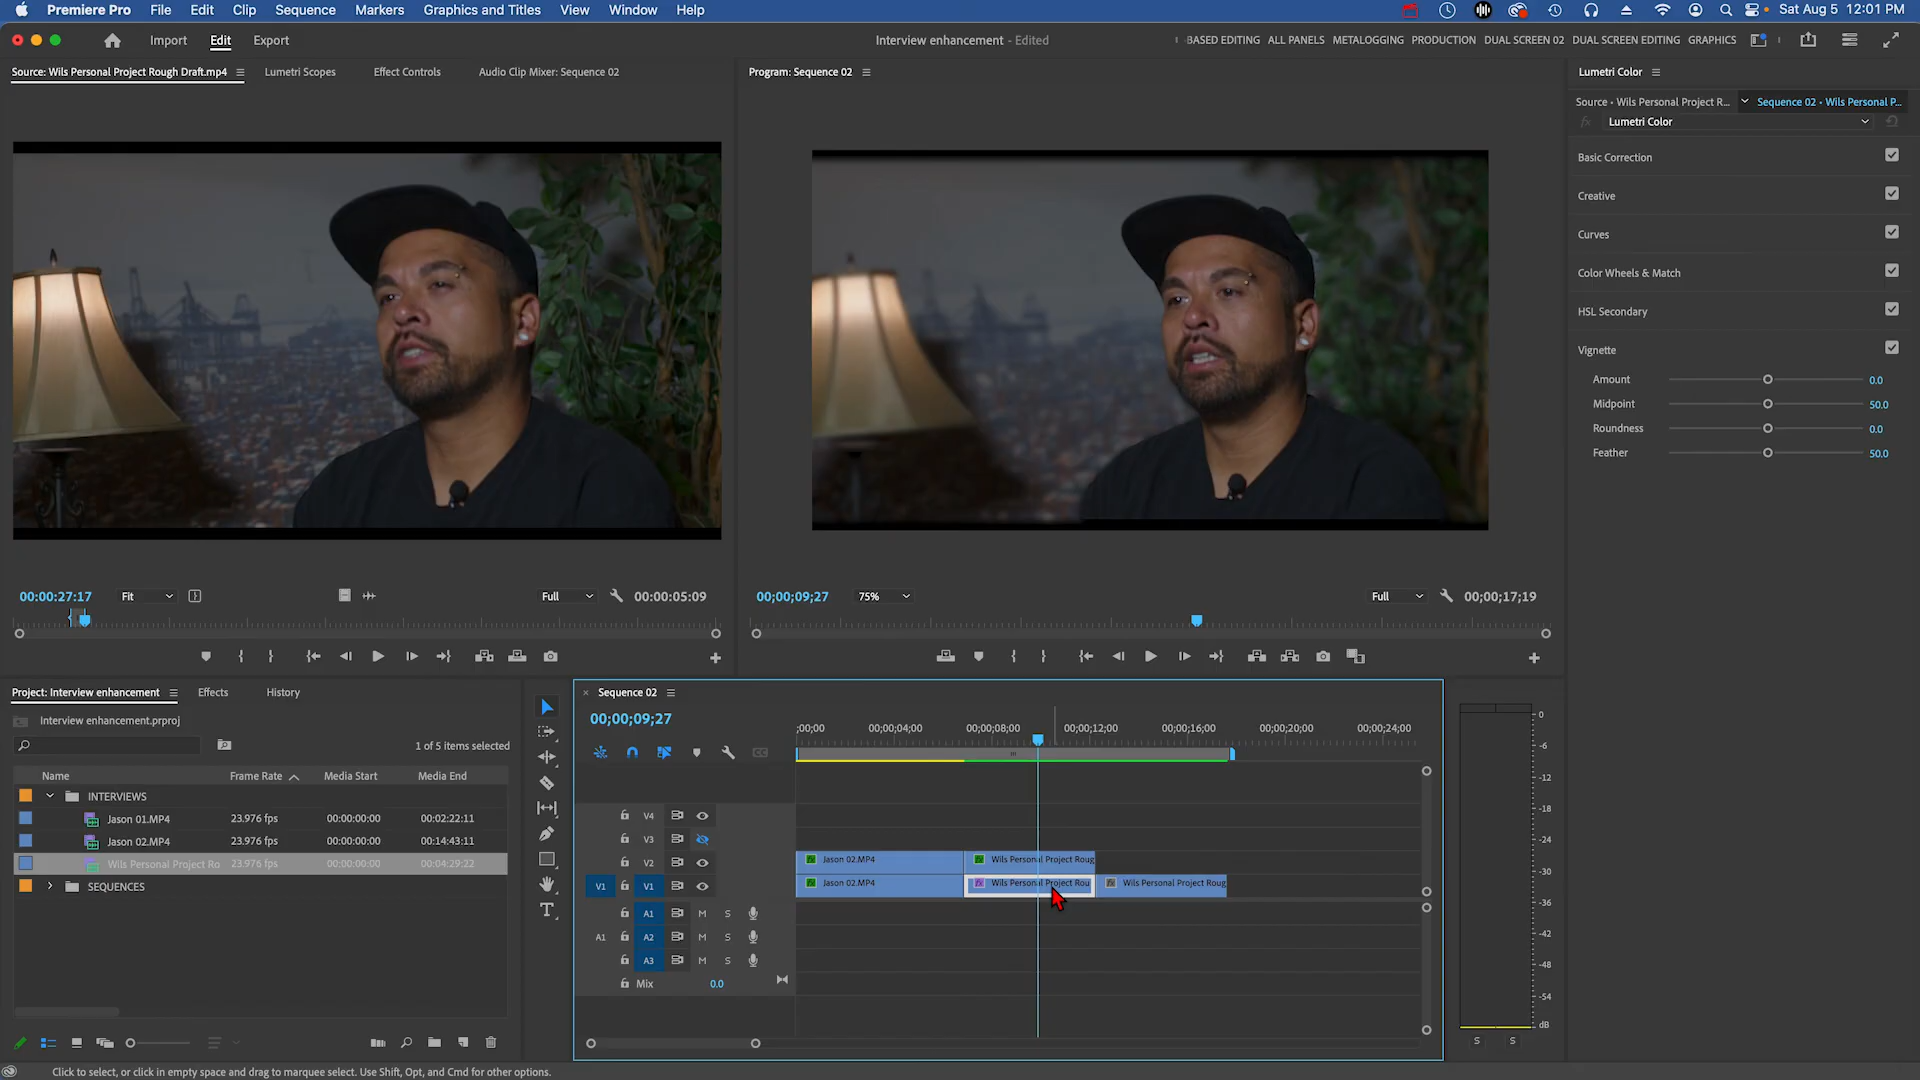 Premiere Pro File Edit Clip Sequence Markers Graphics and Titles View Window Help Sat Aug 5 12:01 PM
Import Edit Export Interview enhancement - Edited BASED EDITING ALL PANELS METALOGGING PRODUCTION DUAL SCREEN 02 DUAL SCREEN EDITING GRAPHICS
Source: Wils Personal Project Rough Draft.mp4 Lumetri Scopes Effect Controls Audio Clip Mixer: Sequence 02 Program: Sequence 02 Lumetri Color
Source • Wils Personal Project R... Sequence 02 • Wils Personal P...
fx Lumetri Color
Basic Correction
Creative
Curves
Color Wheels & Match
HSL Secondary
Vignette
Amount 0.0
Midpoint 50.0
Roundness 0.0
Feather 50.0
00:00:27:17 Fit Full 00:00:05:09 00;00;09;27 75% Full 00;00;17;19
Project: Interview enhancement Effects History
Interview enhancement.prproj
1 of 5 items selected
Name Frame Rate Media Start Media End
INTERVIEWS
Jason 01.MP4 23.976 fps 00:00:00:00 00:02:22:11
Jason 02.MP4 23.976 fps 00:00:00:00 00:14:43:11
Wils Personal Project Ro 23.976 fps 00:00:00:00 00:04:29:22
SEQUENCES
Sequence 02
00;00;09;27
;00;00 00;00;04;00 00;00;08;00 00;00;12;00 00;00;16;00 00;00;20;00 00;00;24;00
V4
V3
V2 fx Jason 02.MP4 fx Wils Personal Project Roug
V1 V1 fx Jason 02.MP4 fx Wils Personal Project Rou fx Wils Personal Project Roug
A1 M S
A1 A2 M S
A3 M S
Mix 0.0
0
-6
-12
-18
-24
-30
-36
-42
-48
-54
dB
S S
Click to select, or click in empty space and drag to marquee select. Use Shift, Opt, and Cmd for other options.